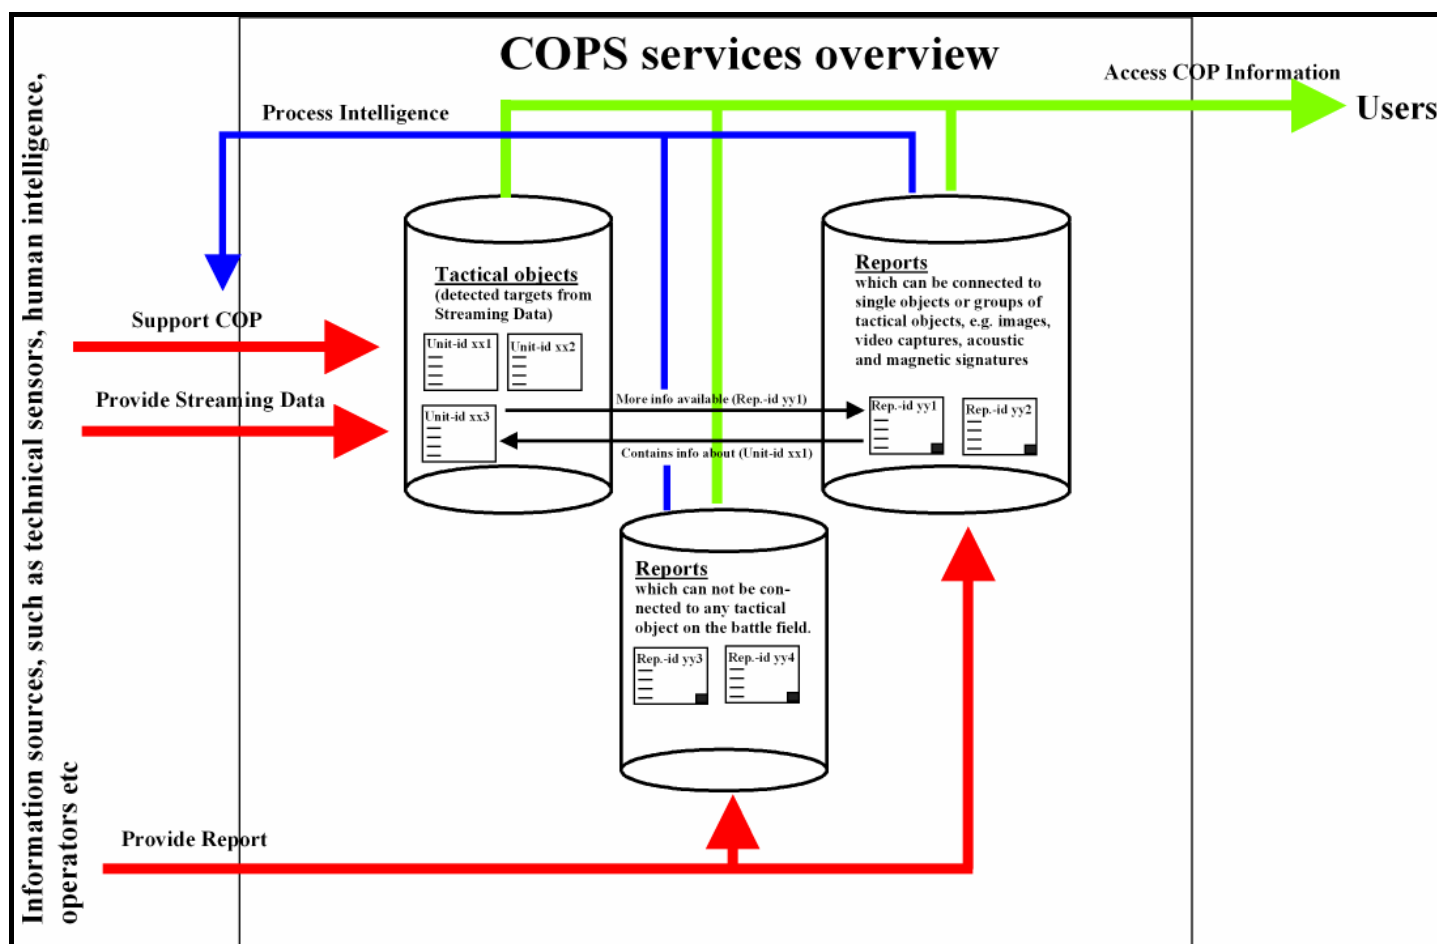 COPS services overview
Access COP Information
Users
Process Intelligence
Information sources, such as technical sensors, human intelligence,
operators etc
Support COP
Provide Streaming Data
Provide Report
Tactical objects
(detected targets from
Streaming Data)
Unit-id xx1
Unit-id xx2
Unit-id xx3
More info available (Rep.-id yy1)
Contains info about (Unit-id xx1)
Reports
which can be connected to
single objects or groups of
tactical objects, e.g. images,
video captures, acoustic
and magnetic signatures
Rep.-id yy1
Rep.-id yy2
Reports
which can not be con-
nected to any tactical
object on the battle field.
Rep.-id yy3
Rep.-id yy4